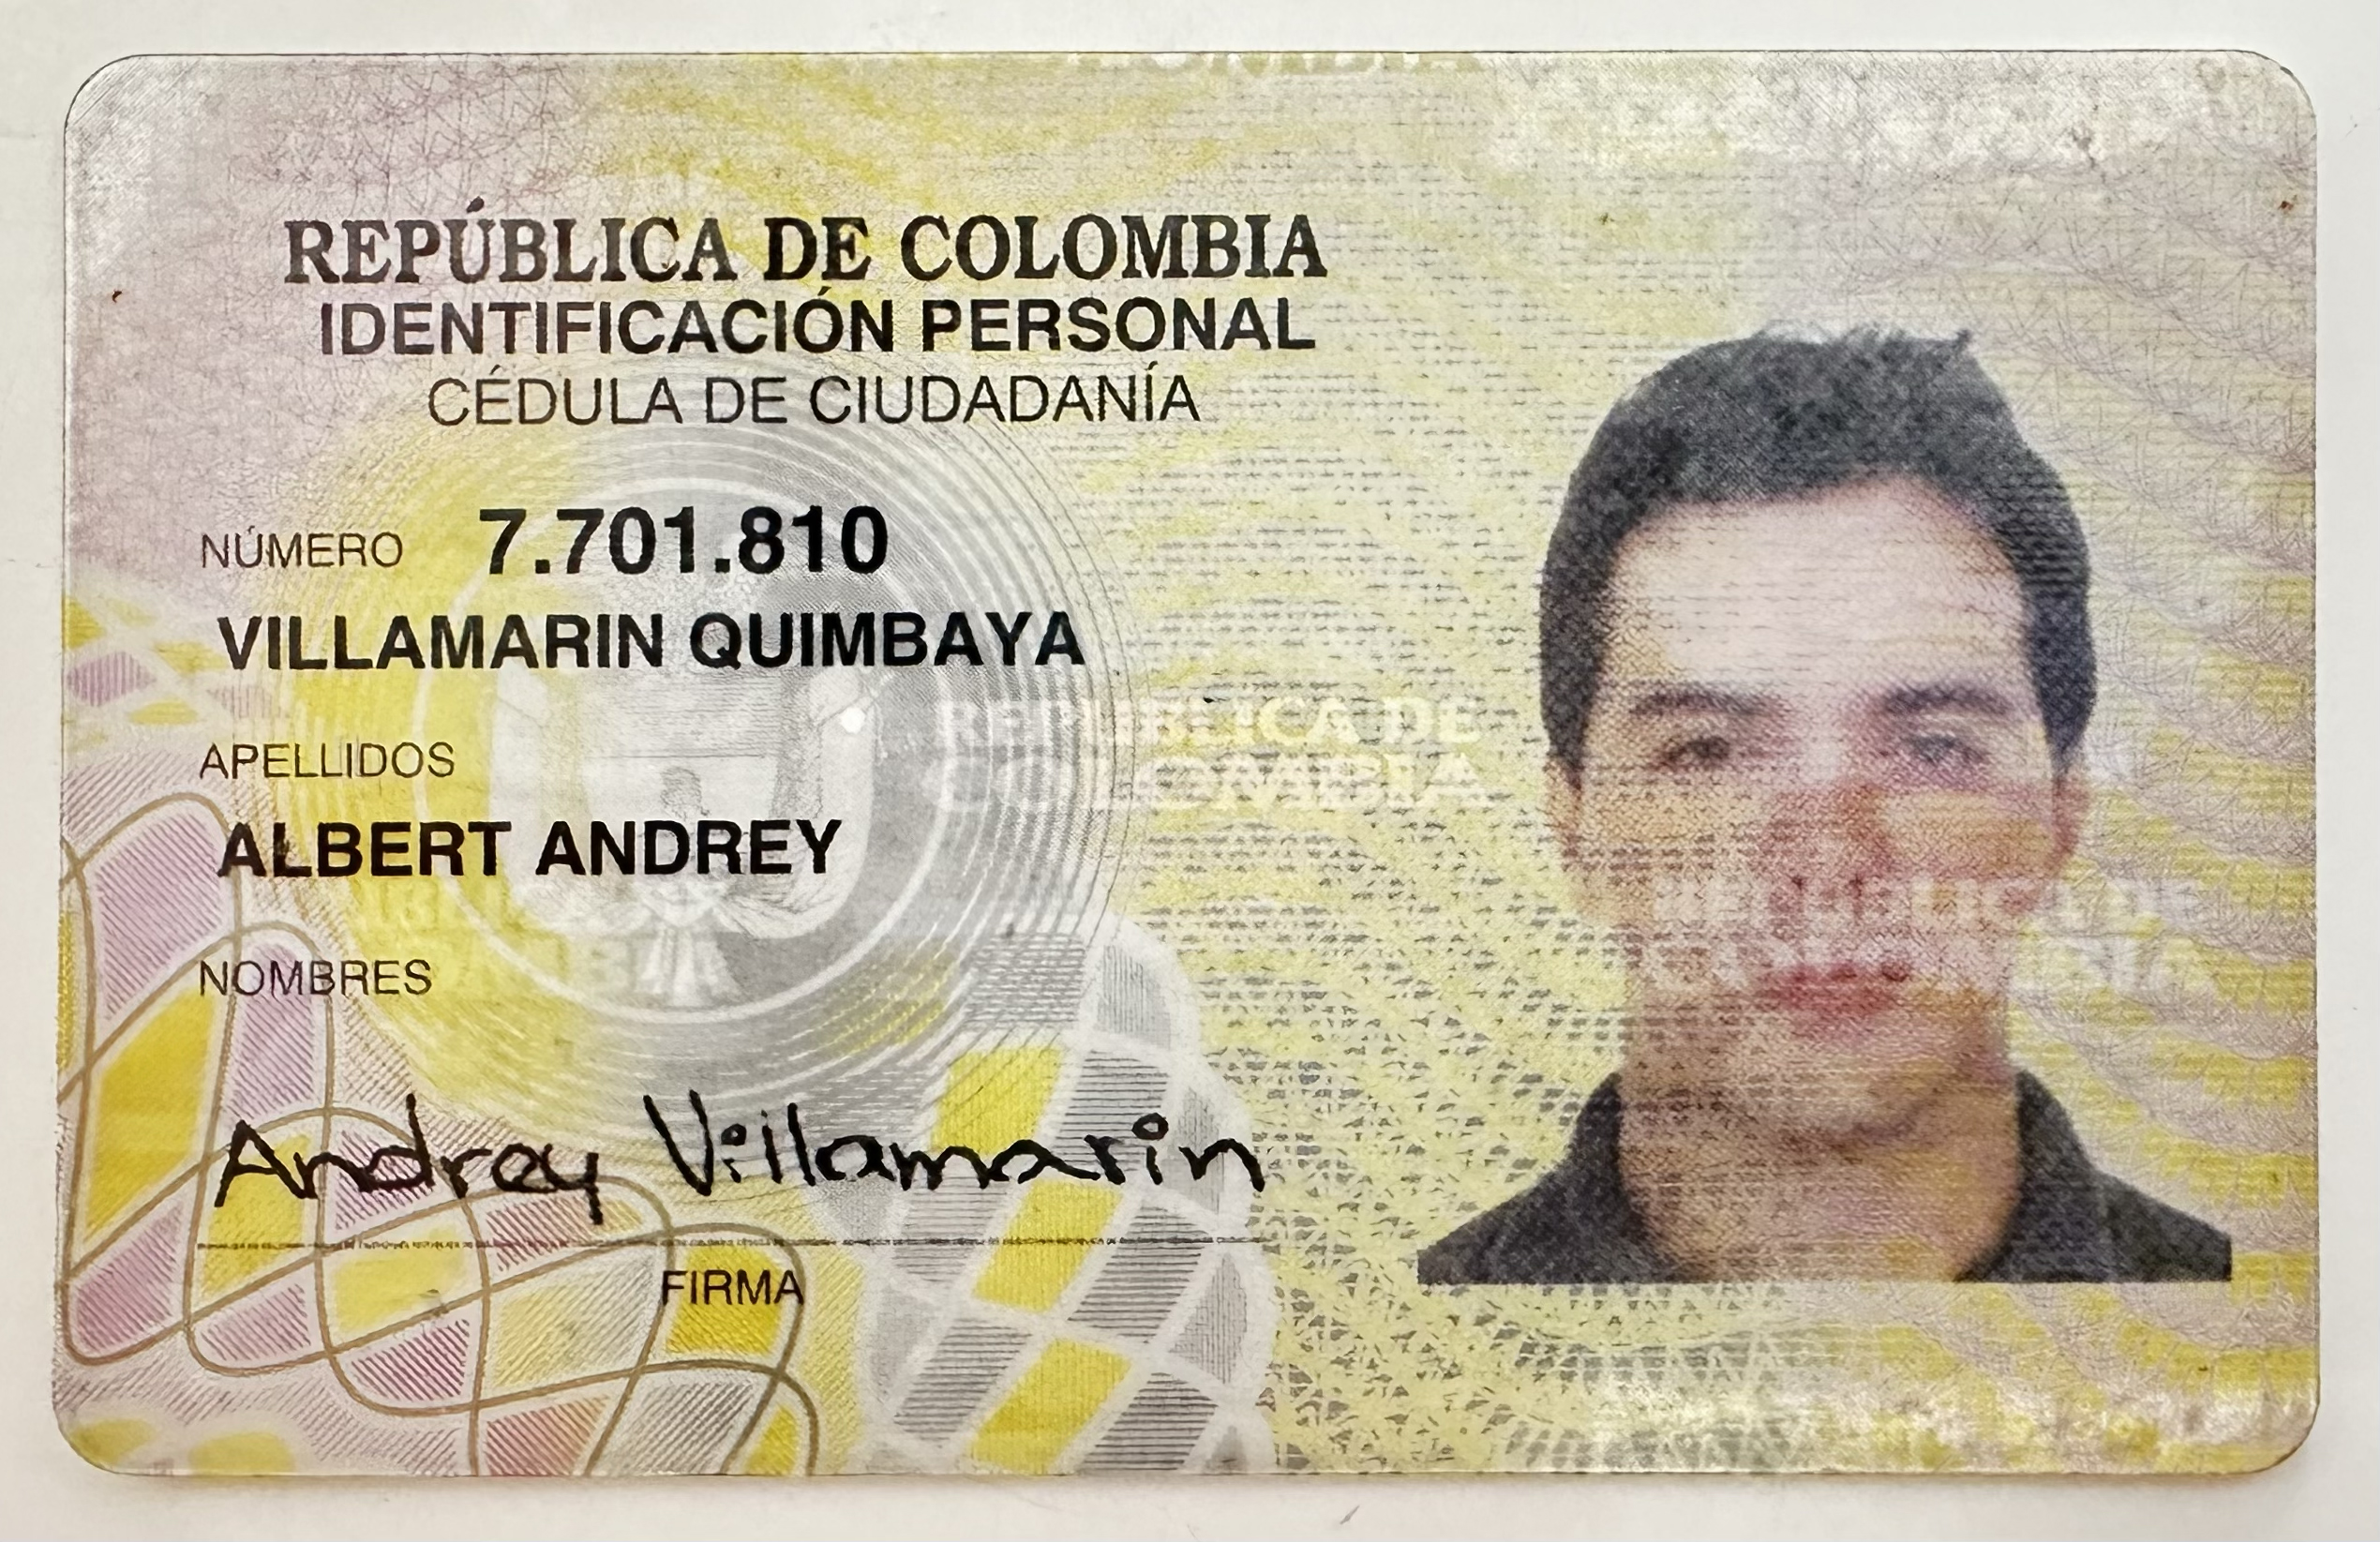 REPÚBLICA DE COLOMBIA
IDENTIFICACIÓN PERSONAL
CÉDULA DE CIUDADANÍA
NÚMERO 7.701.810
VILLAMARIN QUIMBAYA
APELLIDOS
REPÚBLICA DE
COLOMBIA
ALBERT ANDREY
NOMBRES
Andrey Villamarin
FIRMA